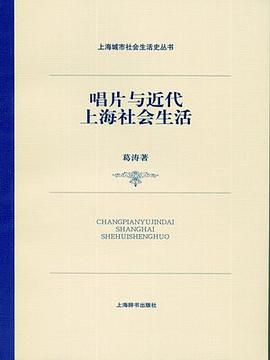 上海城市社会生活史丛书
唱片与近代
上海社会生活
葛涛著
CHANGPIANYUJINDAI
SHANGHAI
SHEHUISHENGHUO
上海辞书出版社